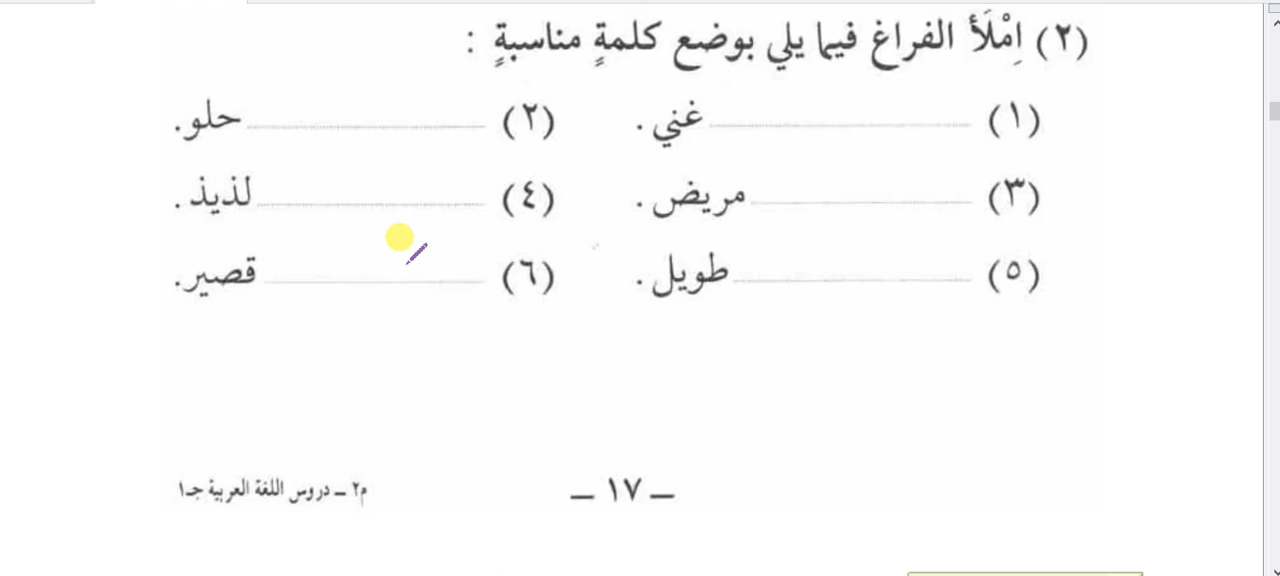 (٢) اِمْلَأْ الفراغ فيما يلي بوضع كلمةٍ مناسبةٍ :
(١) ............ غني . (٢) ............ حلو .
(٣) ............ مريض . (٤) ............ لذيذ .
(٥) ............ طويل . (٦) ............ قصير .
— ١٧ —
م٢ – دروس اللغة العربية جـ١